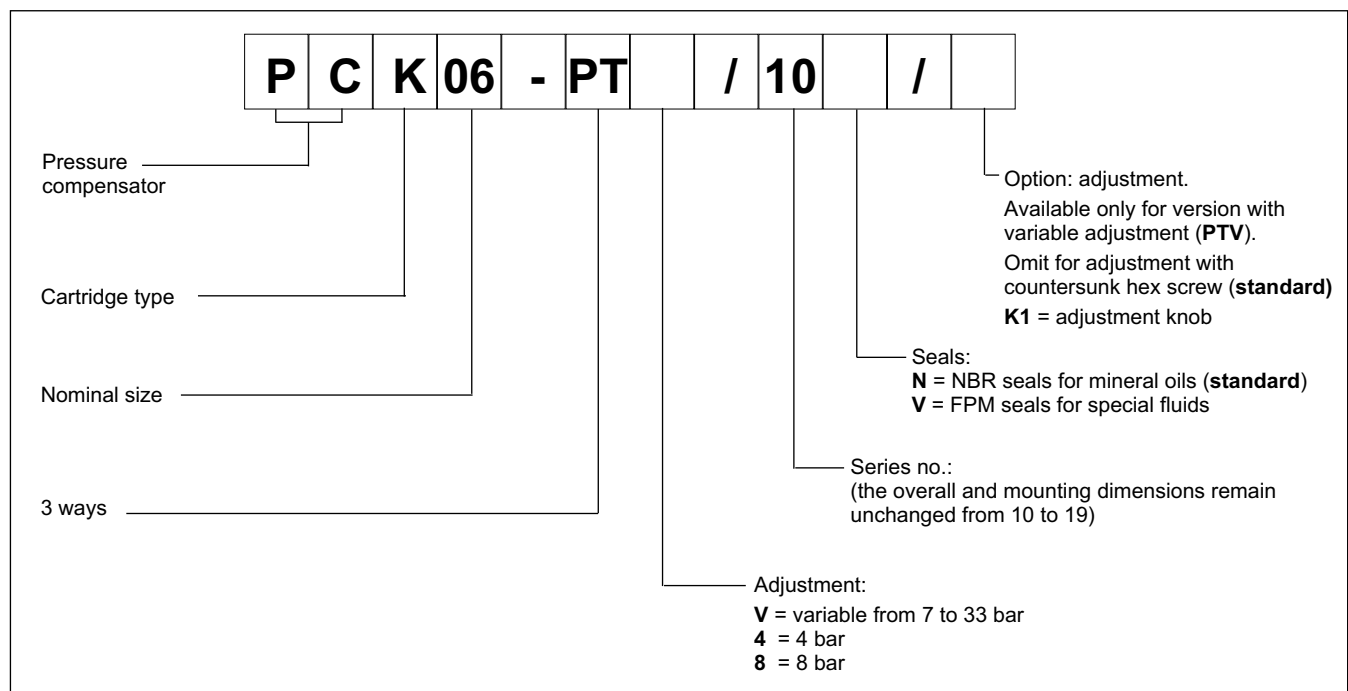 P C K 06 - PT / 10 /
Pressure
compensator
Cartridge type
Nominal size
3 ways
Option: adjustment.
Available only for version with
variable adjustment (PTV).
Omit for adjustment with
countersunk hex screw (standard)
K1 = adjustment knob
Seals:
N = NBR seals for mineral oils (standard)
V = FPM seals for special fluids
Series no.:
(the overall and mounting dimensions remain
unchanged from 10 to 19)
Adjustment:
V = variable from 7 to 33 bar
4 = 4 bar
8 = 8 bar